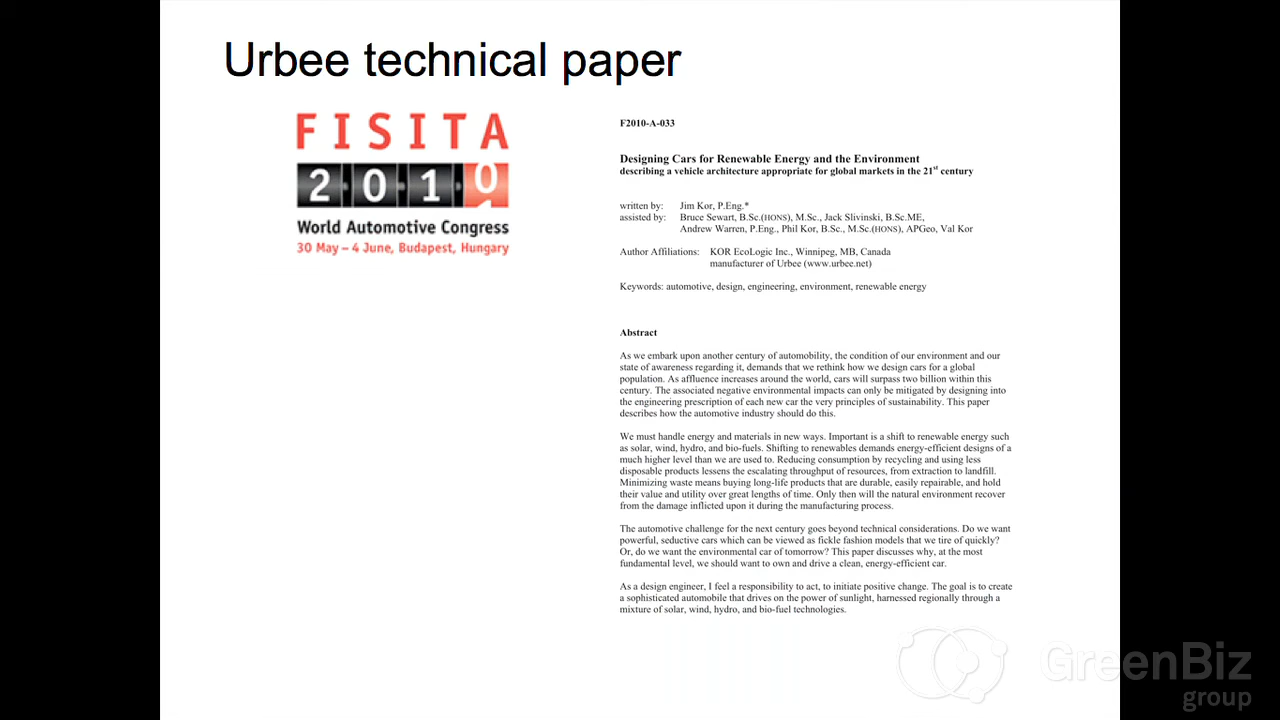 Urbee technical paper
FISITA
2010
World Automotive Congress
30 May – 4 June, Budapest, Hungary
F2010-A-033
Designing Cars for Renewable Energy and the Environment
describing a vehicle architecture appropriate for global markets in the 21st century
written by: Jim Kor, P.Eng.*
assisted by: Bruce Sewart, B.Sc.(HONS), M.Sc., Jack Slivinski, B.Sc.ME,
Andrew Warren, P.Eng., Phil Kor, B.Sc., M.Sc.(HONS), APGeo, Val Kor
Author Affiliations: KOR EcoLogic Inc., Winnipeg, MB, Canada
manufacturer of Urbee (www.urbee.net)
Keywords: automotive, design, engineering, environment, renewable energy
Abstract
As we embark upon another century of automobility, the condition of our environment and our
state of awareness regarding it, demands that we rethink how we design cars for a global
population. As affluence increases around the world, cars will surpass two billion within this
century. The associated negative environmental impacts can only be mitigated by designing into
the engineering prescription of each new car the very principles of sustainability. This paper
describes how the automotive industry should do this.
We must handle energy and materials in new ways. Important is a shift to renewable energy such
as solar, wind, hydro, and bio-fuels. Shifting to renewables demands energy-efficient designs of a
much higher level than we are used to. Reducing consumption by recycling and using less
disposable products lessens the escalating throughput of resources, from extraction to landfill.
Minimizing waste means buying long-life products that are durable, easily repairable, and hold
their value and utility over great lengths of time. Only then will the natural environment recover
from the damage inflicted upon it during the manufacturing process.
The automotive challenge for the next century goes beyond technical considerations. Do we want
powerful, seductive cars which can be viewed as fickle fashion models that we tire of quickly?
Or, do we want the environmental car of tomorrow? This paper discusses why, at the most
fundamental level, we should want to own and drive a clean, energy-efficient car.
As a design engineer, I feel a responsibility to act, to initiate positive change. The goal is to create
a sophisticated automobile that drives on the power of sunlight, harnessed regionally through a
mixture of solar, wind, hydro, and bio-fuel technologies.
GreenBiz
group